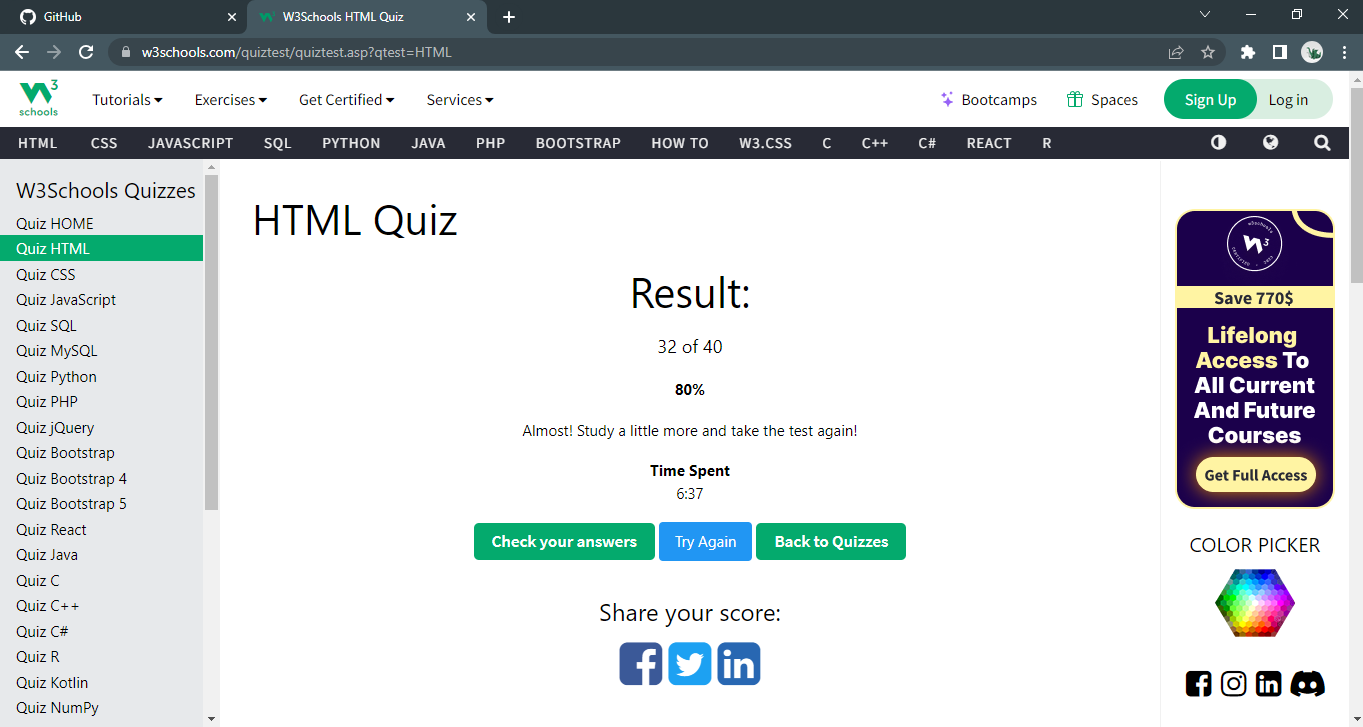 GitHub
W3Schools HTML Quiz
w3schools.com/quiztest/quiztest.asp?qtest=HTML
W3
schools
Tutorials Exercises Get Certified Services Bootcamps Spaces Sign Up Log in
HTML CSS JAVASCRIPT SQL PYTHON JAVA PHP BOOTSTRAP HOW TO W3.CSS C C++ C# REACT R
W3Schools Quizzes
Quiz HOME
Quiz HTML
Quiz CSS
Quiz JavaScript
Quiz SQL
Quiz MySQL
Quiz Python
Quiz PHP
Quiz jQuery
Quiz Bootstrap
Quiz Bootstrap 4
Quiz Bootstrap 5
Quiz React
Quiz Java
Quiz C
Quiz C++
Quiz C#
Quiz R
Quiz Kotlin
Quiz NumPy
HTML Quiz
Result:
32 of 40
80%
Almost! Study a little more and take the test again!
Time Spent
6:37
Check your answers Try Again Back to Quizzes
Share your score:
W3
Save 770$
Lifelong
Access To
All Current
And Future
Courses
Get Full Access
COLOR PICKER